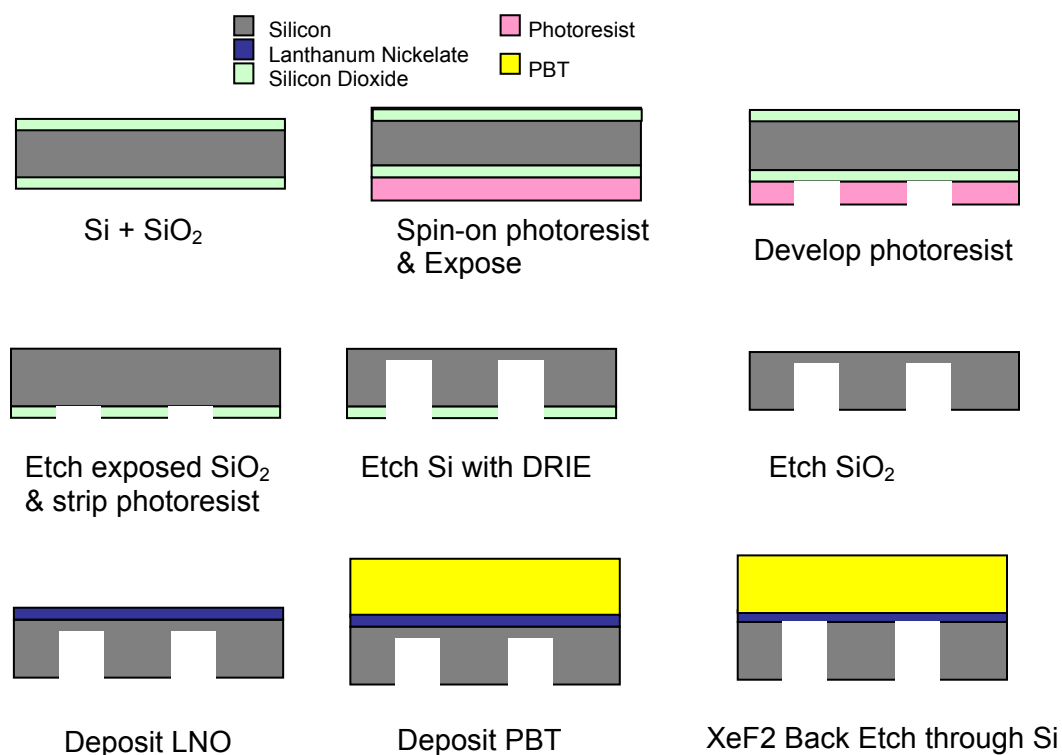 Silicon
Lanthanum Nickelate
Silicon Dioxide
Photoresist
PBT
Si + SiO₂
Spin-on photoresist
& Expose
Develop photoresist
Etch exposed SiO₂
& strip photoresist
Etch Si with DRIE
Etch SiO₂
Deposit LNO
Deposit PBT
XeF2 Back Etch through Si